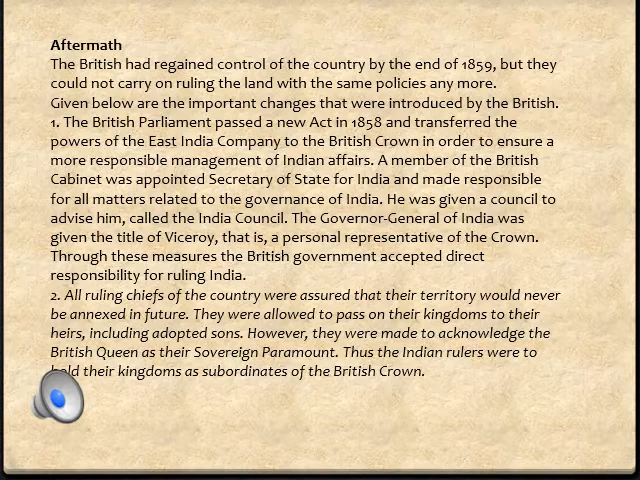 Aftermath
The British had regained control of the country by the end of 1859, but they
could not carry on ruling the land with the same policies any more.
Given below are the important changes that were introduced by the British.
1. The British Parliament passed a new Act in 1858 and transferred the
powers of the East India Company to the British Crown in order to ensure a
more responsible management of Indian affairs. A member of the British
Cabinet was appointed Secretary of State for India and made responsible
for all matters related to the governance of India. He was given a council to
advise him, called the India Council. The Governor-General of India was
given the title of Viceroy, that is, a personal representative of the Crown.
Through these measures the British government accepted direct
responsibility for ruling India.
2. All ruling chiefs of the country were assured that their territory would never
be annexed in future. They were allowed to pass on their kingdoms to their
heirs, including adopted sons. However, they were made to acknowledge the
British Queen as their Sovereign Paramount. Thus the Indian rulers were to
hold their kingdoms as subordinates of the British Crown.